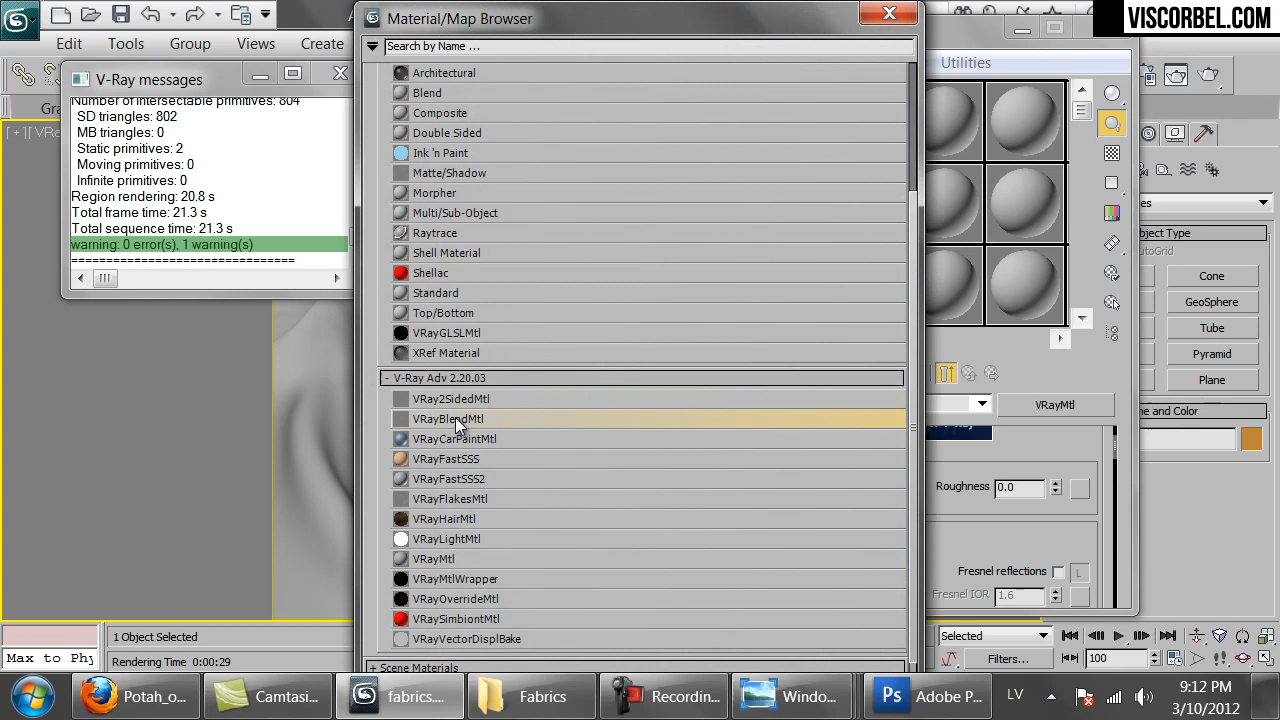 VISCORBEL.COM
Material/Map Browser
Edit Tools Group Views Create
Search by Name ...
Utilities
V-Ray messages
Number of intersectable primitives: 804
SD triangles: 802
MB triangles: 0
Static primitives: 2
Moving primitives: 0
Infinite primitives: 0
Region rendering: 20.8 s
Total frame time: 21.3 s
Total sequence time: 21.3 s
warning: 0 error(s), 1 warning(s)
==============================
Architectural
Blend
Composite
Double Sided
Ink 'n Paint
Matte/Shadow
Morpher
Multi/Sub-Object
Raytrace
Shell Material
Shellac
Standard
Top/Bottom
VRayGLSLMtl
XRef Material
- V-Ray Adv 2.20.03
VRay2SidedMtl
VRayBlendMtl
VRayCarPaintMtl
VRayFastSSS
VRayFastSSS2
VRayFlakesMtl
VRayHairMtl
VRayLightMtl
VRayMtl
VRayMtlWrapper
VRayOverrideMtl
VRaySimbiontMtl
VRayVectorDisplBake
+ Scene Materials
VRayMtl
Roughness 0.0
Fresnel reflections L
Fresnel IOR 1.6
Cone
GeoSphere
Tube
Pyramid
Plane
1 Object Selected
Rendering Time 0:00:29
Max to Phy
Selected
Filters...
100
Potah_o...
Camtasi...
fabrics....
Fabrics
Recordin...
Windo...
Ps Adobe P...
LV
9:12 PM
3/10/2012